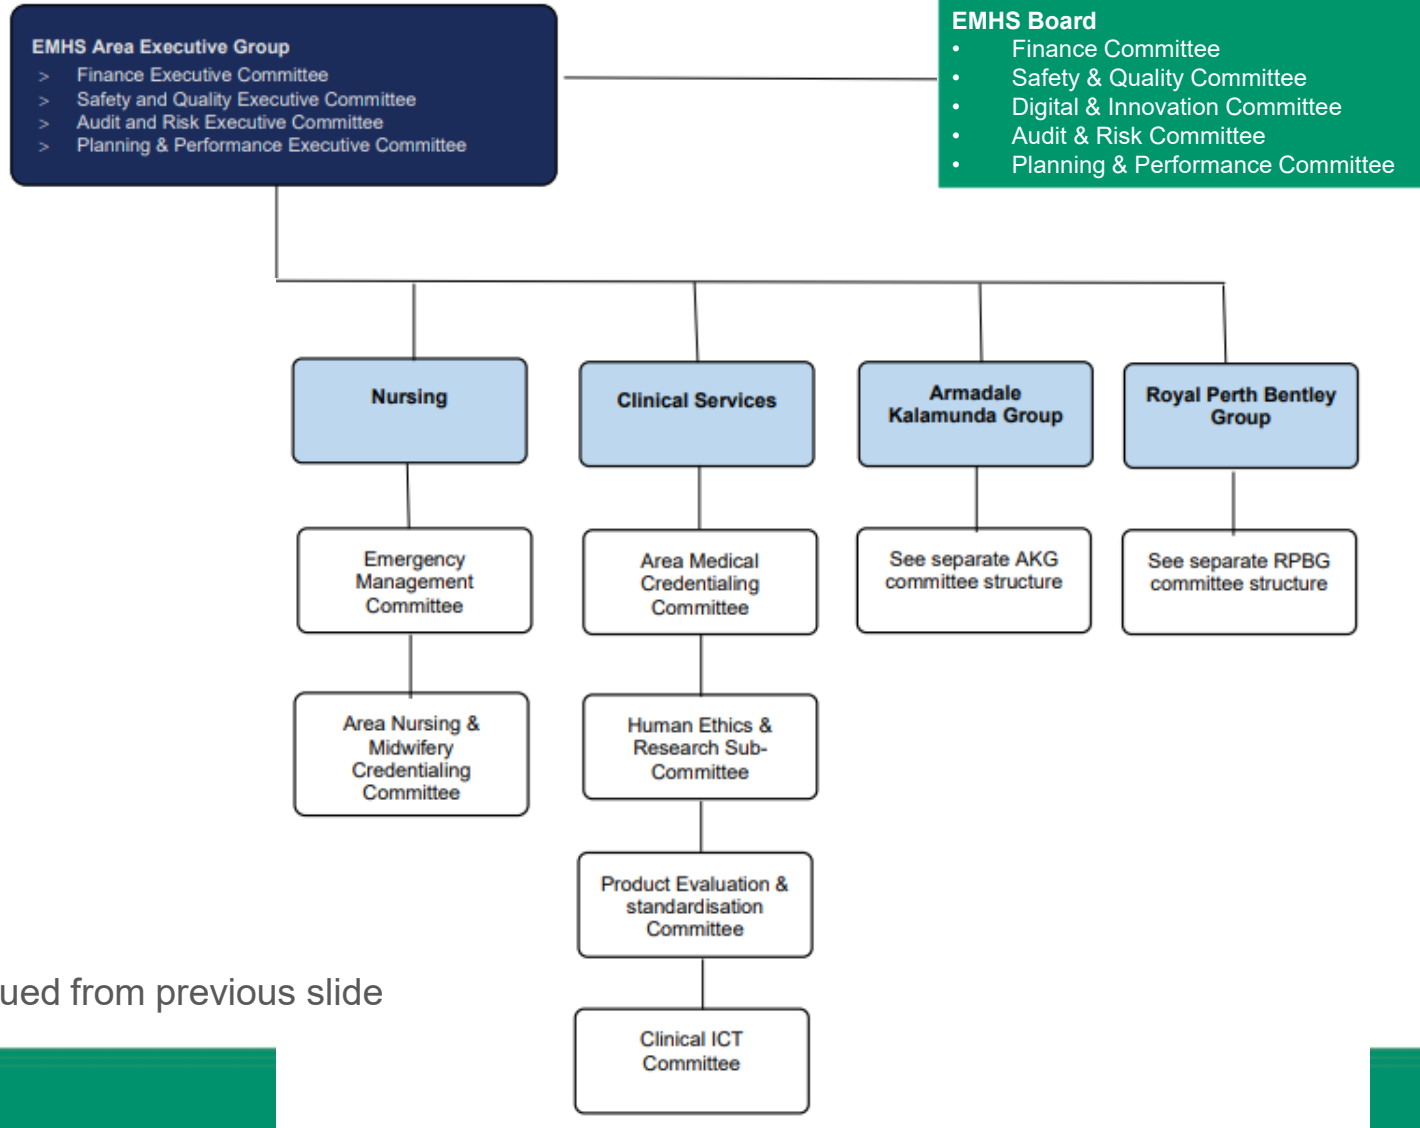 EMHS Area Executive Group
> Finance Executive Committee
> Safety and Quality Executive Committee
> Audit and Risk Executive Committee
> Planning & Performance Executive Committee
EMHS Board
• Finance Committee
• Safety & Quality Committee
• Digital & Innovation Committee
• Audit & Risk Committee
• Planning & Performance Committee
Nursing
Clinical Services
Armadale
Kalamunda Group
Royal Perth Bentley
Group
Emergency
Management
Committee
Area Medical
Credentialing
Committee
See separate AKG
committee structure
See separate RPBG
committee structure
Area Nursing &
Midwifery
Credentialing
Committee
Human Ethics &
Research Sub-
Committee
Product Evaluation &
standardisation
Committee
Clinical ICT
Committee
ued from previous slide